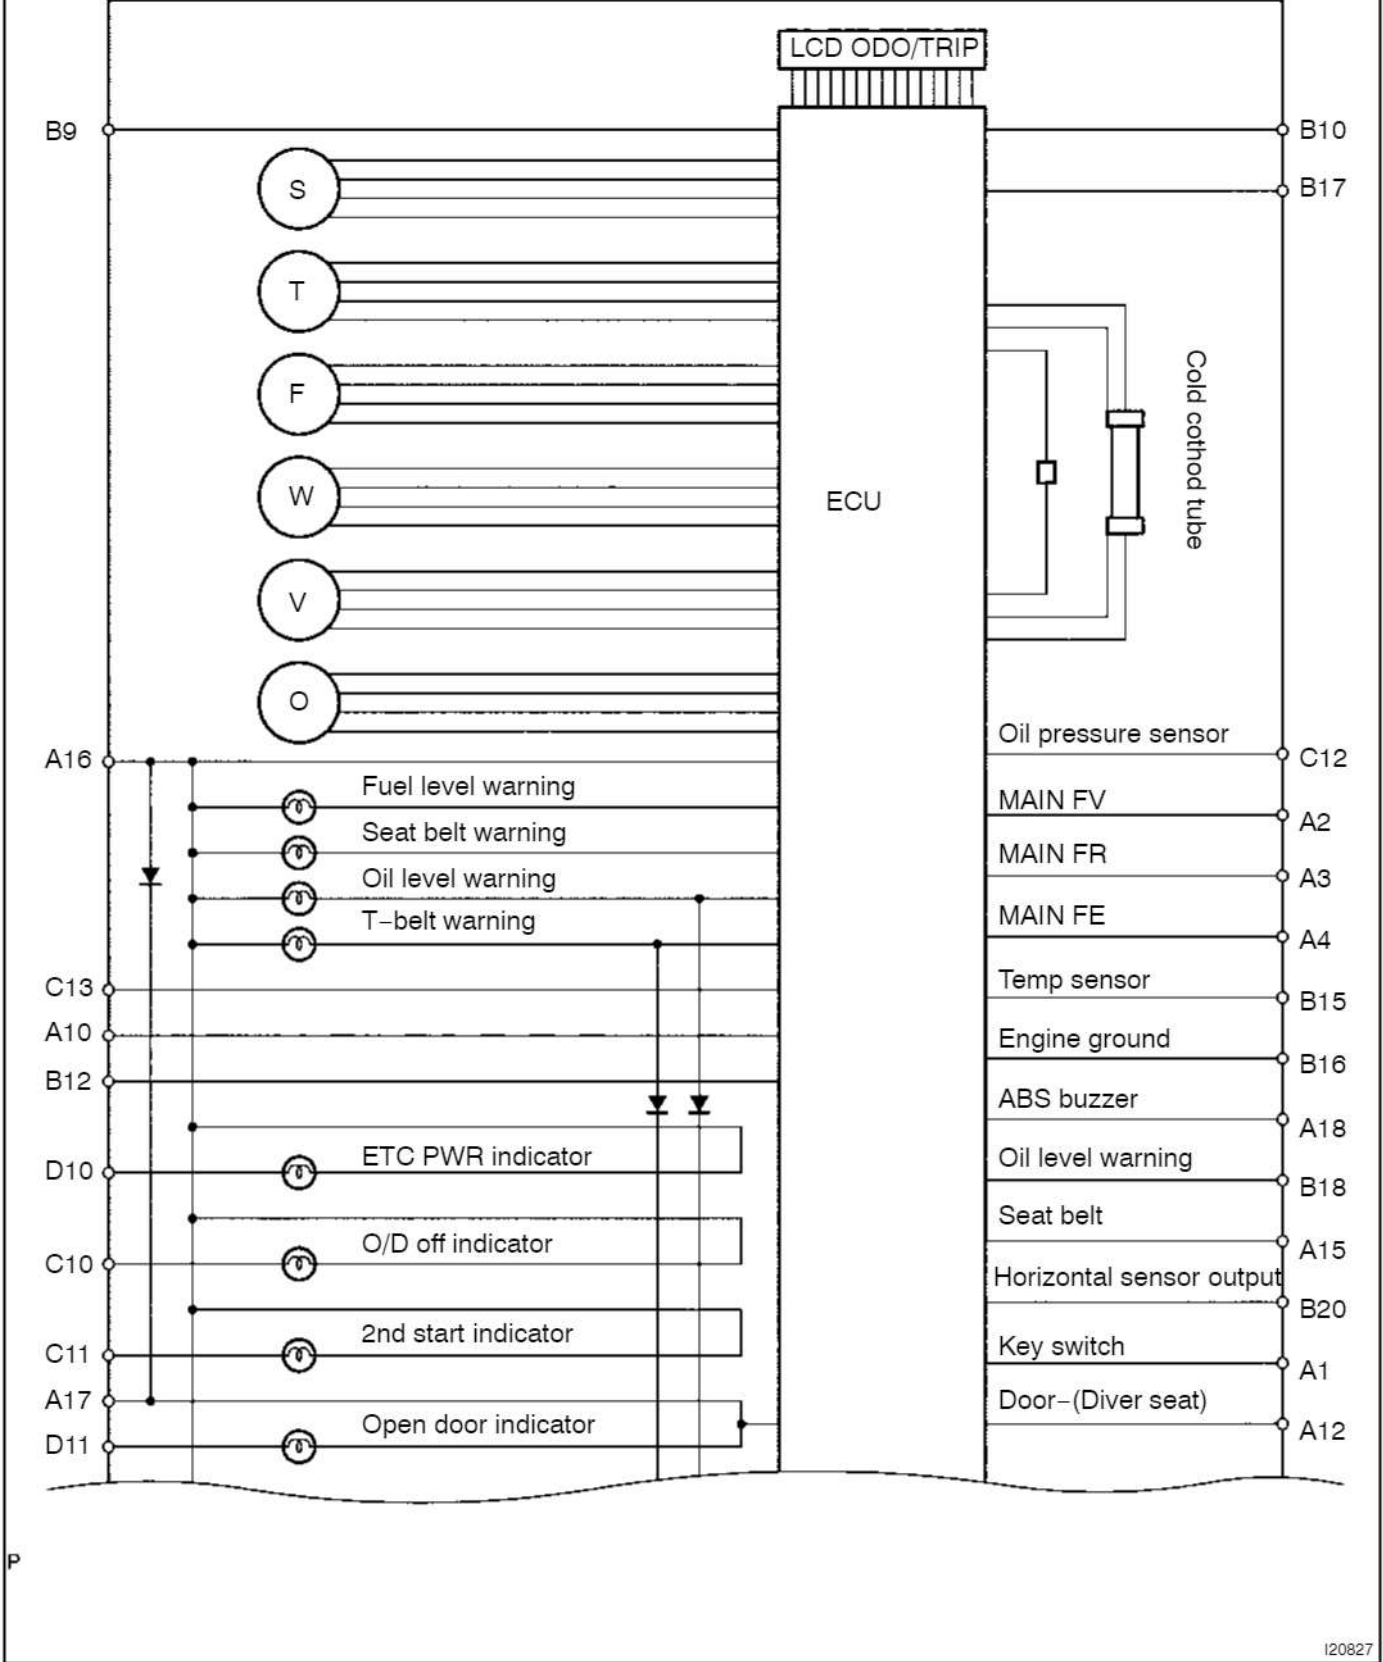 LCD ODO/TRIP
B9
B10
S
B17
T
Cold cothod tube
F
W
ECU
V
O
Oil pressure sensor
A16
C12
Fuel level warning
MAIN FV
A2
Seat belt warning
MAIN FR
Oil level warning
A3
T-belt warning
MAIN FE
A4
C13
Temp sensor
B15
A10
Engine ground
B16
B12
ABS buzzer
A18
ETC PWR indicator
Oil level warning
D10
B18
Seat belt
O/D off indicator
A15
C10
Horizontal sensor output
B20
2nd start indicator
Key switch
C11
A1
A17
Door-(Diver seat)
Open door indicator
A12
D11
P
I20827